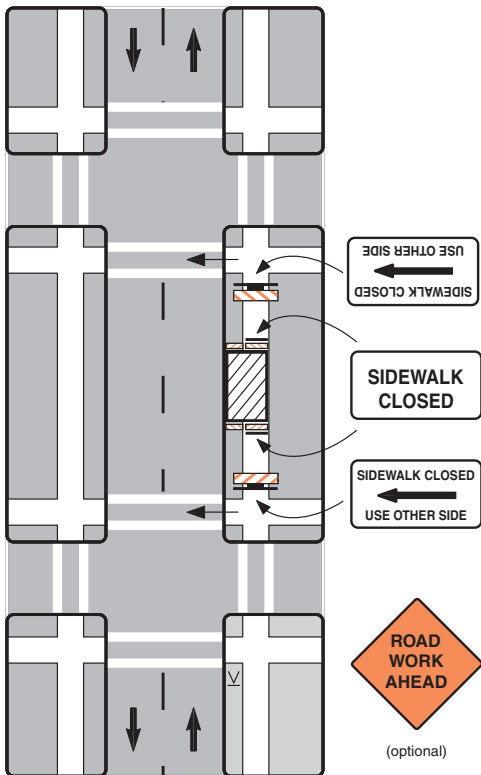 USE OTHER SIDE
SIDEWALK CLOSED
SIDEWALK
CLOSED
SIDEWALK CLOSED
USE OTHER SIDE
ROAD
WORK
AHEAD
(optional)